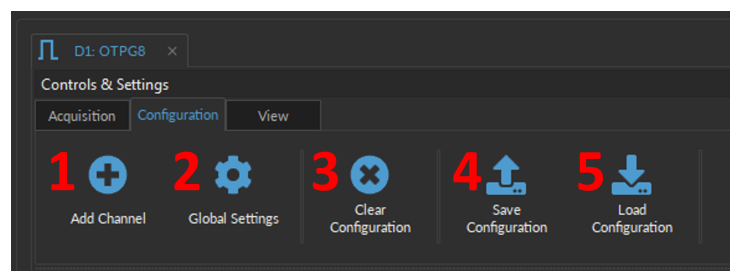 D1: OTPG8 ×
Controls & Settings
Acquisition Configuration View
1 2 3 4 5
Add Channel Global Settings Clear Configuration Save Configuration Load Configuration